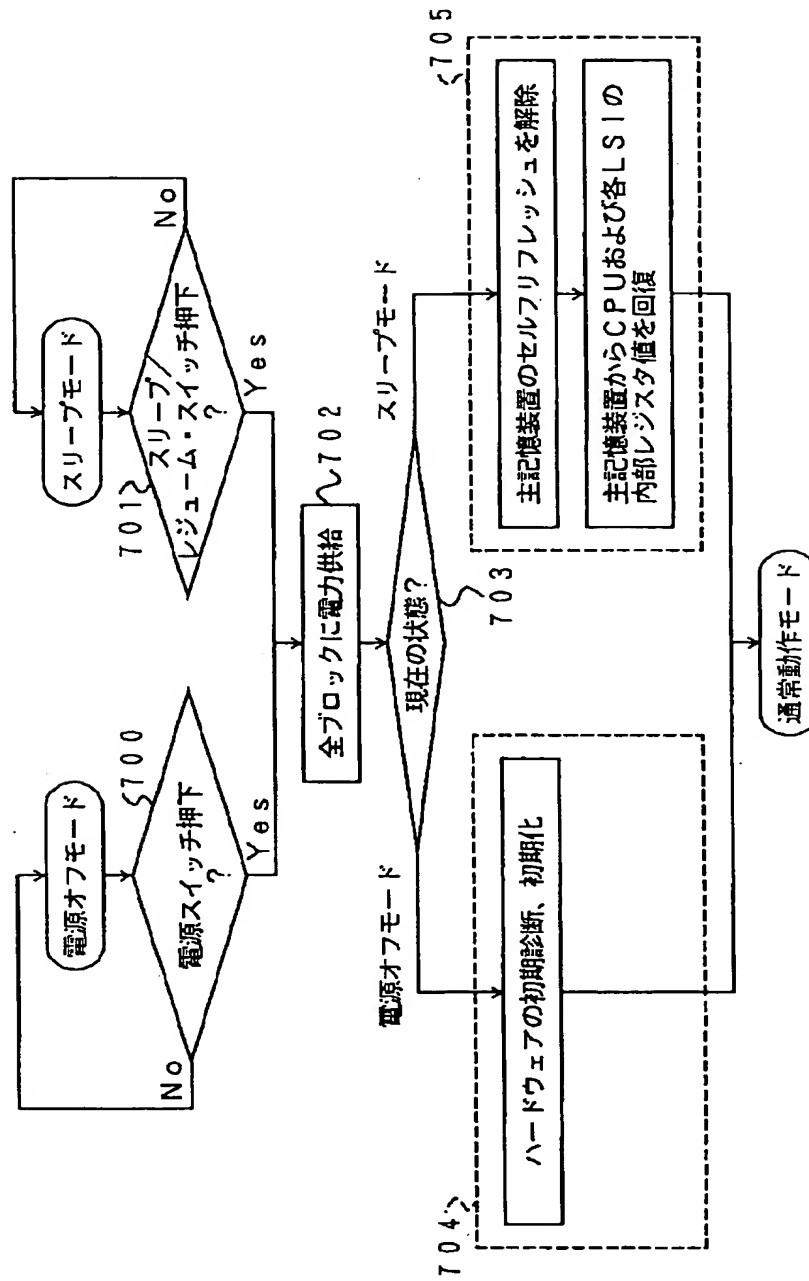 電源オフモード
700
電源スイッチ押下
?
No
Yes
スリープモード
701
スリープ/
レジューム・スイッチ押下
?
No
Yes
全ブロックに電力供給
702
現在の状態?
703
電源オフモード
スリープモード
704
ハードウェアの初期診断、初期化
705
主記憶装置のセルフリフレッシュを解除
主記憶装置からCPUおよび各LSIの
内部レジスタ値を回復
通常動作モード